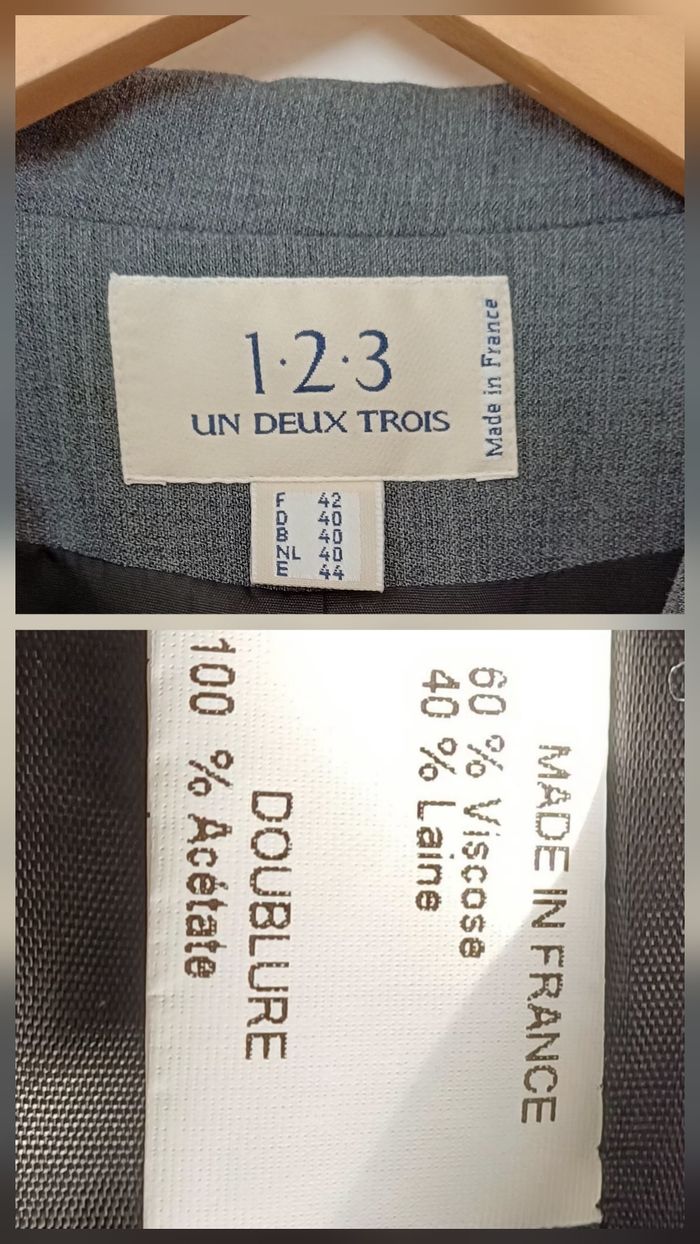 1·2·3
UN DEUX TROIS
Made in France
F 42
D 40
B 40
NL 40
E 44
MADE IN FRANCE
60 % Viscose
40 % Laine
DOUBLURE
100 % Acétate